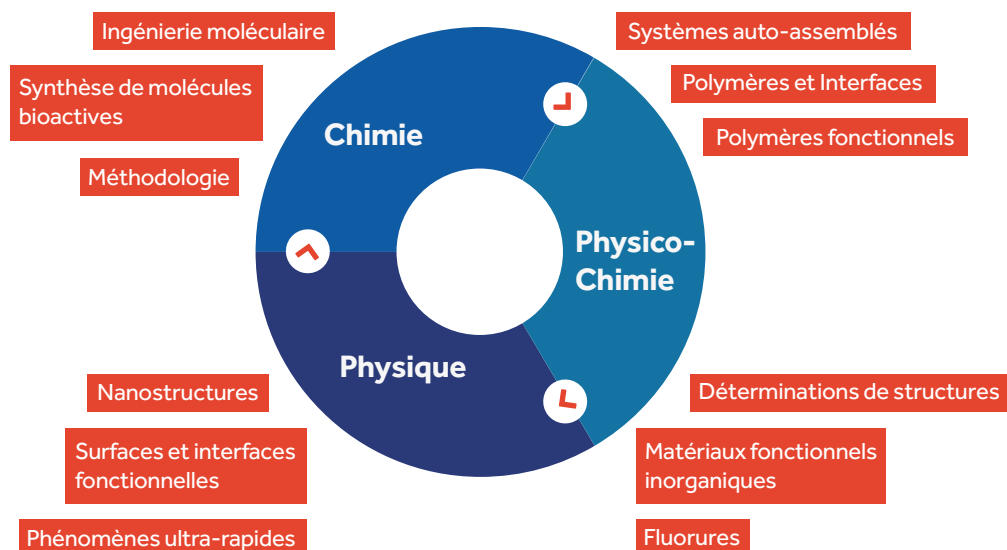 Ingénierie moléculaire
Synthèse de molécules
bioactives
Méthodologie
Systèmes auto-assemblés
Polymères et Interfaces
Polymères fonctionnels
Chimie
Physico-
Chimie
Physique
Nanostructures
Surfaces et interfaces
fonctionnelles
Phénomènes ultra-rapides
Déterminations de structures
Matériaux fonctionnels
inorganiques
Fluorures